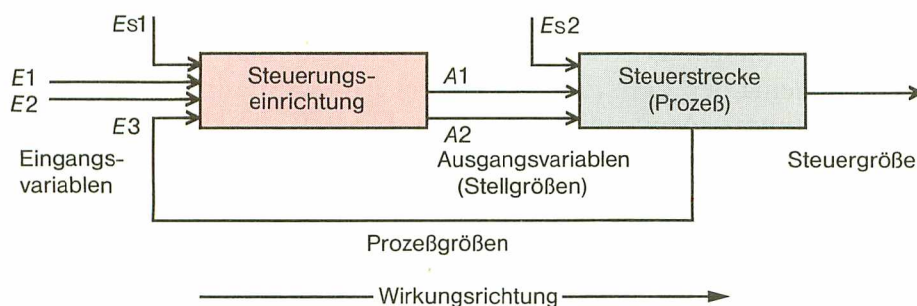 Es1
Es2
E1
E2
E3
Steuerungs-
einrichtung
A1
A2
Steuerstrecke
(Prozeß)
Eingangs-
variablen
Ausgangsvariablen
(Stellgrößen)
Steuergröße
Prozeßgrößen
Wirkungsrichtung